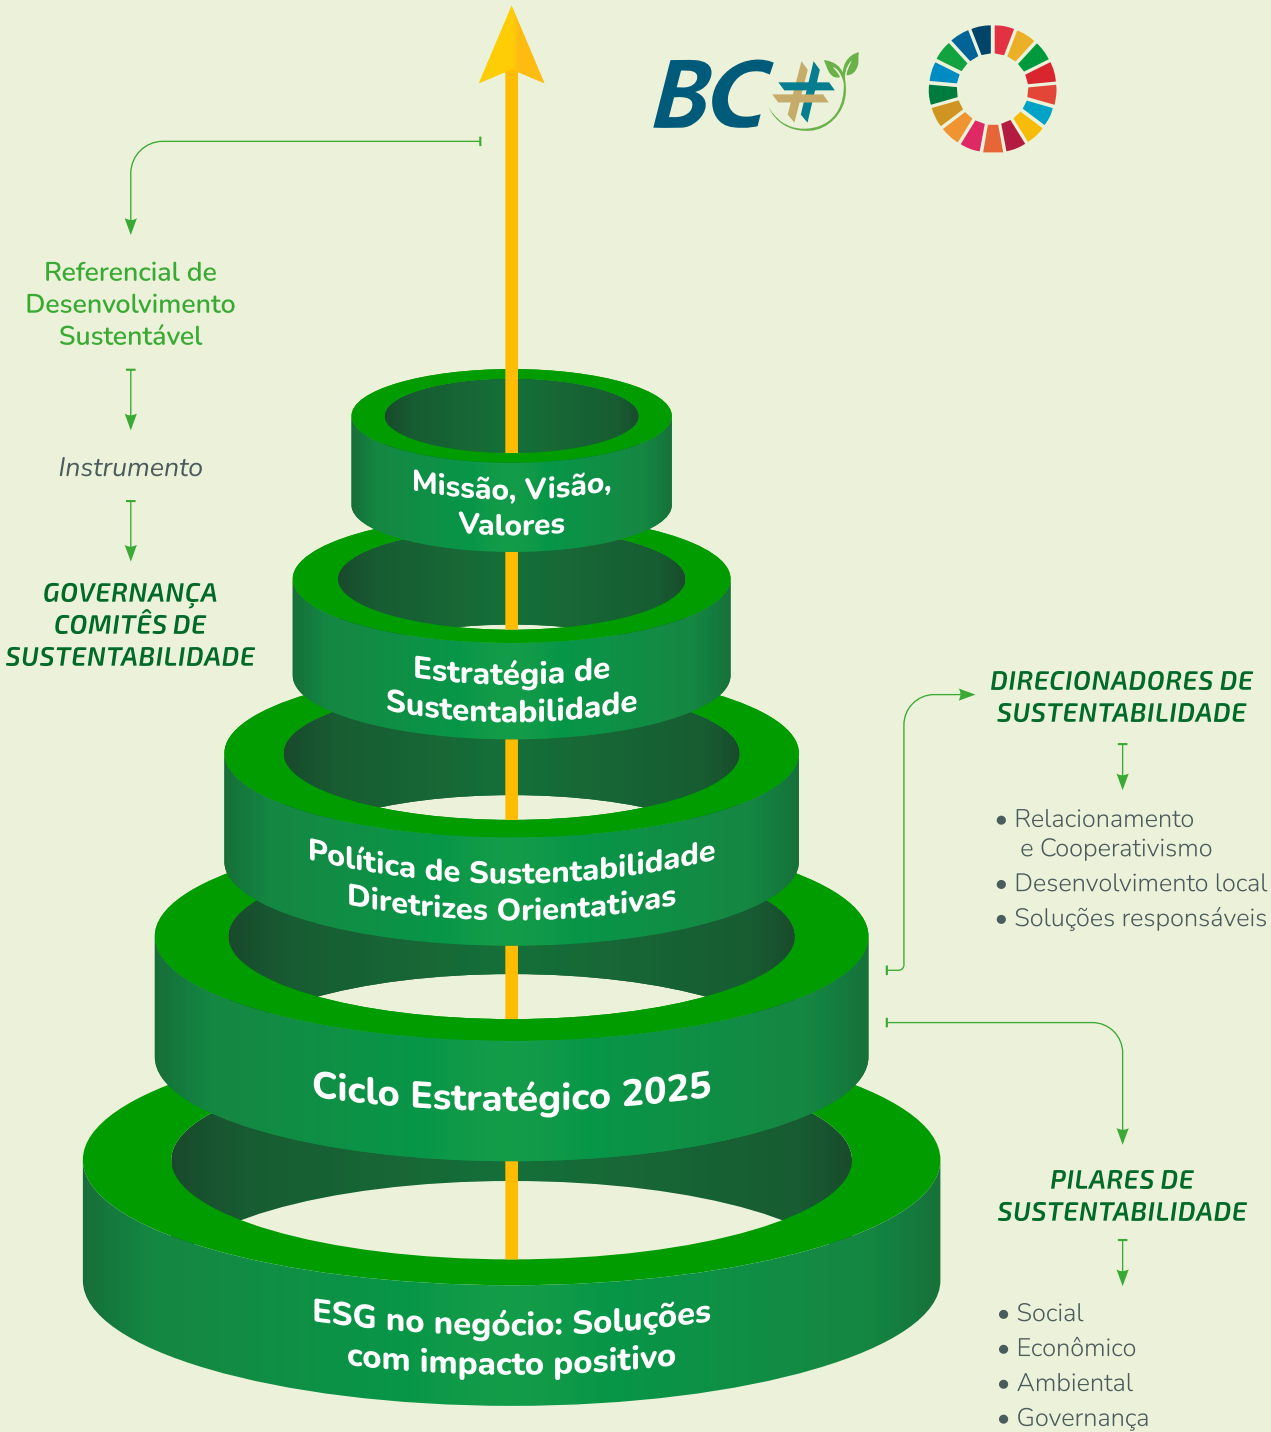 BC#
Referencial de
Desenvolvimento
Sustentável
Instrumento
GOVERNANÇA
COMITÊS DE
SUSTENTABILIDADE
Missão, Visão,
Valores
Estratégia de
Sustentabilidade
Política de Sustentabilidade
Diretrizes Orientativas
Ciclo Estratégico 2025
ESG no negócio: Soluções
com impacto positivo
DIRECIONADORES DE
SUSTENTABILIDADE
• Relacionamento
e Cooperativismo
• Desenvolvimento local
• Soluções responsáveis
PILARES DE
SUSTENTABILIDADE
• Social
• Econômico
• Ambiental
• Governança